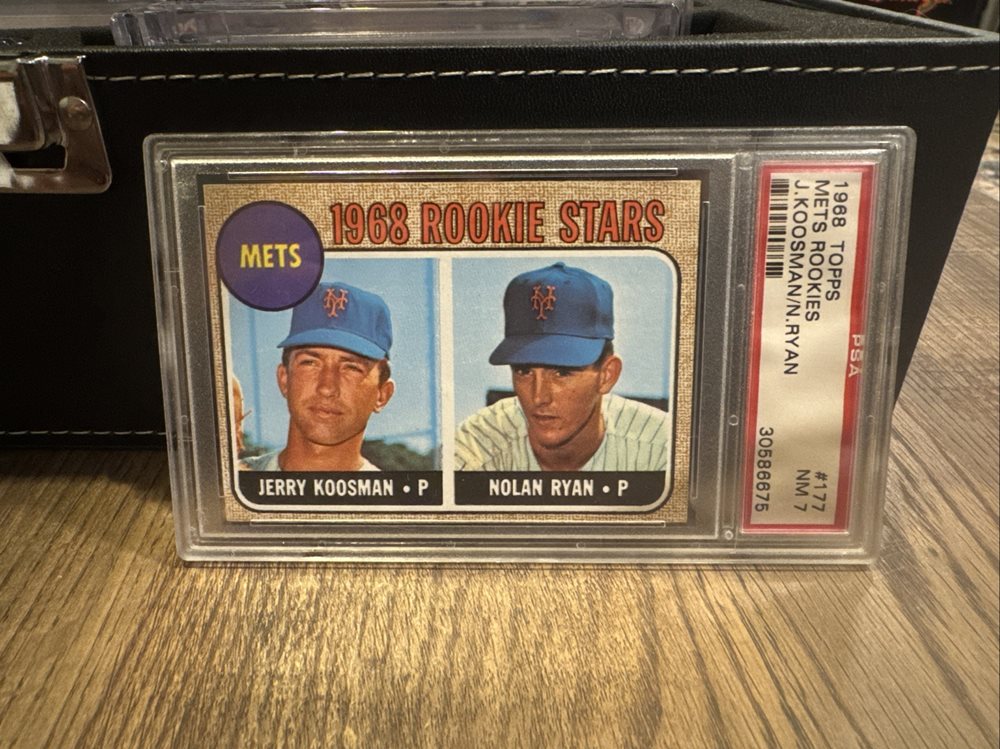 1968 ROOKIE STARS
METS
JERRY KOOSMAN • P
NOLAN RYAN • P
1968 TOPPS
METS ROOKIES
J.KOOSMAN/N.RYAN
PSA
#177
NM 7
30586675